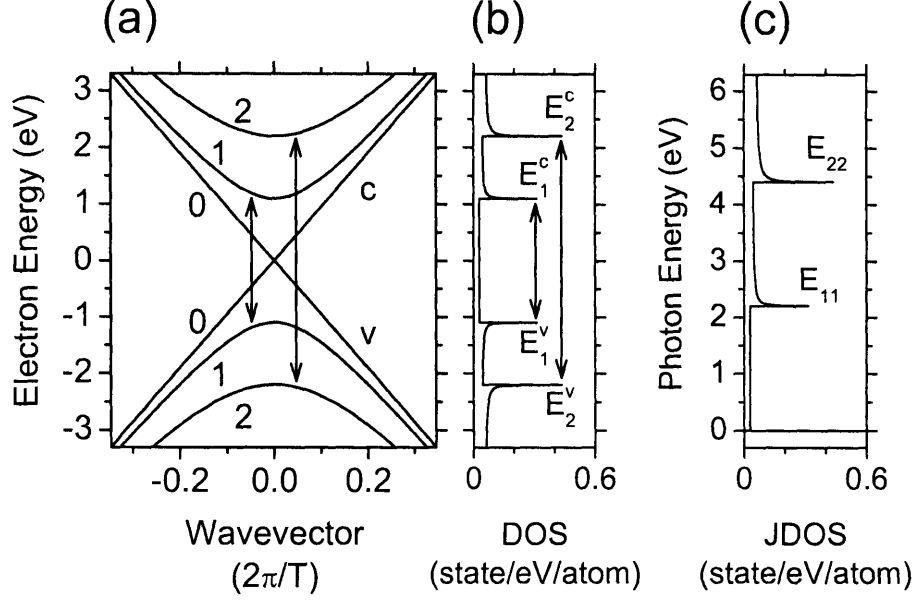 (a)
(b)
(c)
Electron Energy (eV)
3
2
1
0
-1
-2
-3
2
1
0
c
0
v
1
2
-0.2
0.0
0.2
Wavevector
(2π/T)
E₂ᶜ
E₁ᶜ
E₁ᵛ
E₂ᵛ
0
0.6
DOS
(state/eV/atom)
Photon Energy (eV)
6
5
4
3
2
1
0
E₂₂
E₁₁
0
0.6
JDOS
(state/eV/atom)